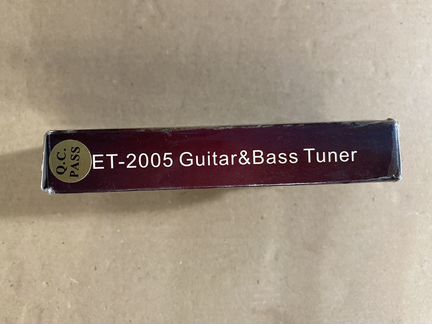 Q.C.
PASS
ET-2005 Guitar&Bass Tuner